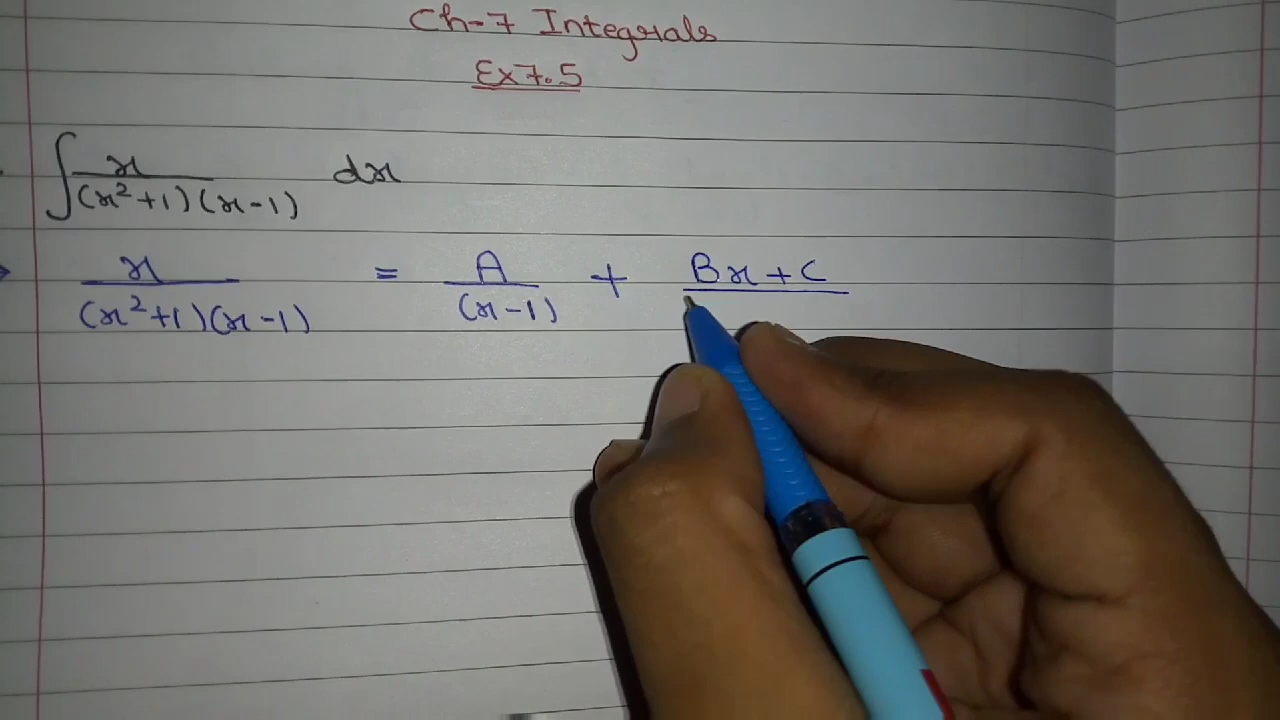 Ch-7 Integrals
Ex 7.5
∫ x / (x²+1)(x-1) dx
x / (x²+1)(x-1) = A / (x-1) + Bx+C /